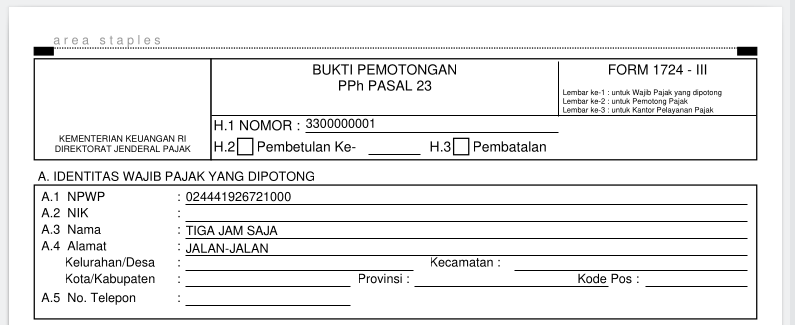 area staples
BUKTI PEMOTONGAN
PPh PASAL 23
FORM 1724 - III
Lembar ke-1 : untuk Wajib Pajak yang dipotong
Lembar ke-2 : untuk Pemotong Pajak
Lembar ke-3 : untuk Kantor Pelayanan Pajak
KEMENTERIAN KEUANGAN RI
DIREKTORAT JENDERAL PAJAK
H.1 NOMOR : 3300000001
H.2 Pembetulan Ke- H.3 Pembatalan
A. IDENTITAS WAJIB PAJAK YANG DIPOTONG
A.1 NPWP : 024441926721000
A.2 NIK :
A.3 Nama : TIGA JAM SAJA
A.4 Alamat : JALAN-JALAN
Kelurahan/Desa : Kecamatan :
Kota/Kabupaten : Provinsi : Kode Pos :
A.5 No. Telepon :